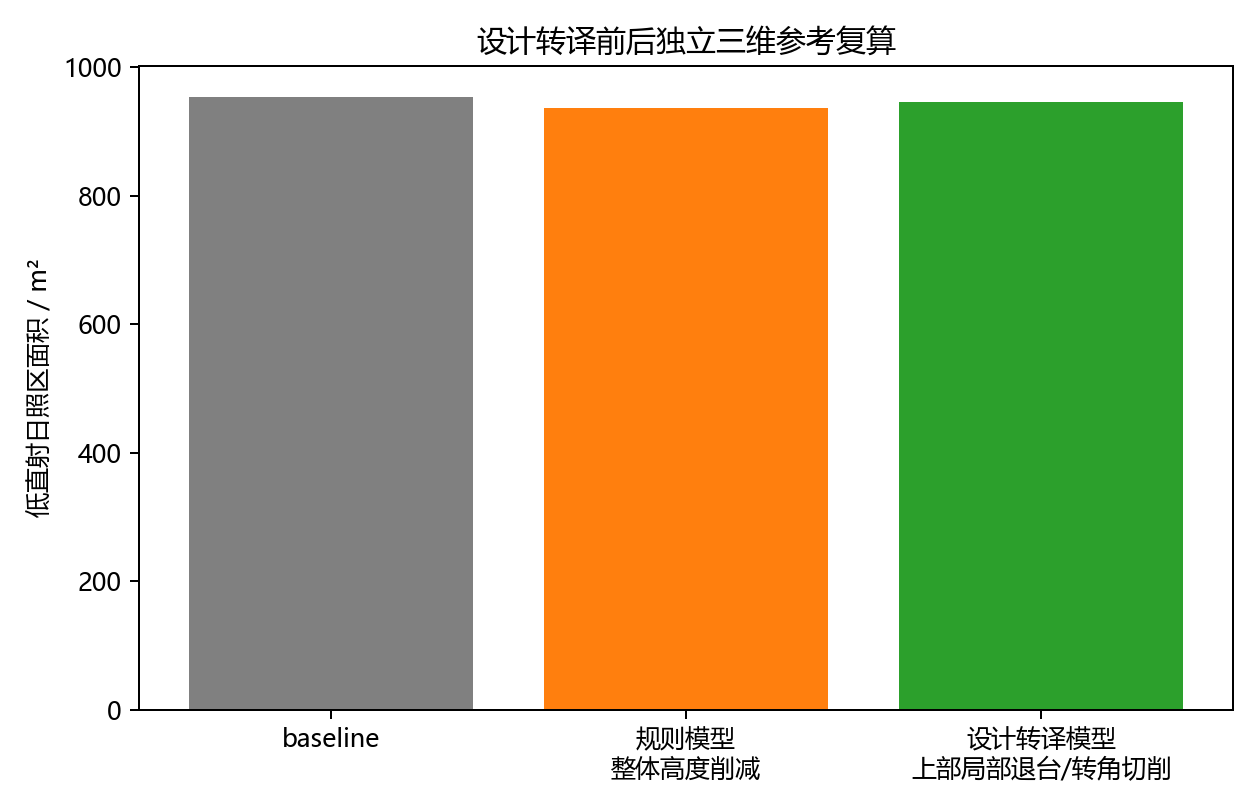 设计转译前后独立三维参考复算
低直射日照区面积 / m²
1000
800
600
400
200
0
baseline
规则模型
整体高度削减
设计转译模型
上部局部退台/转角切削